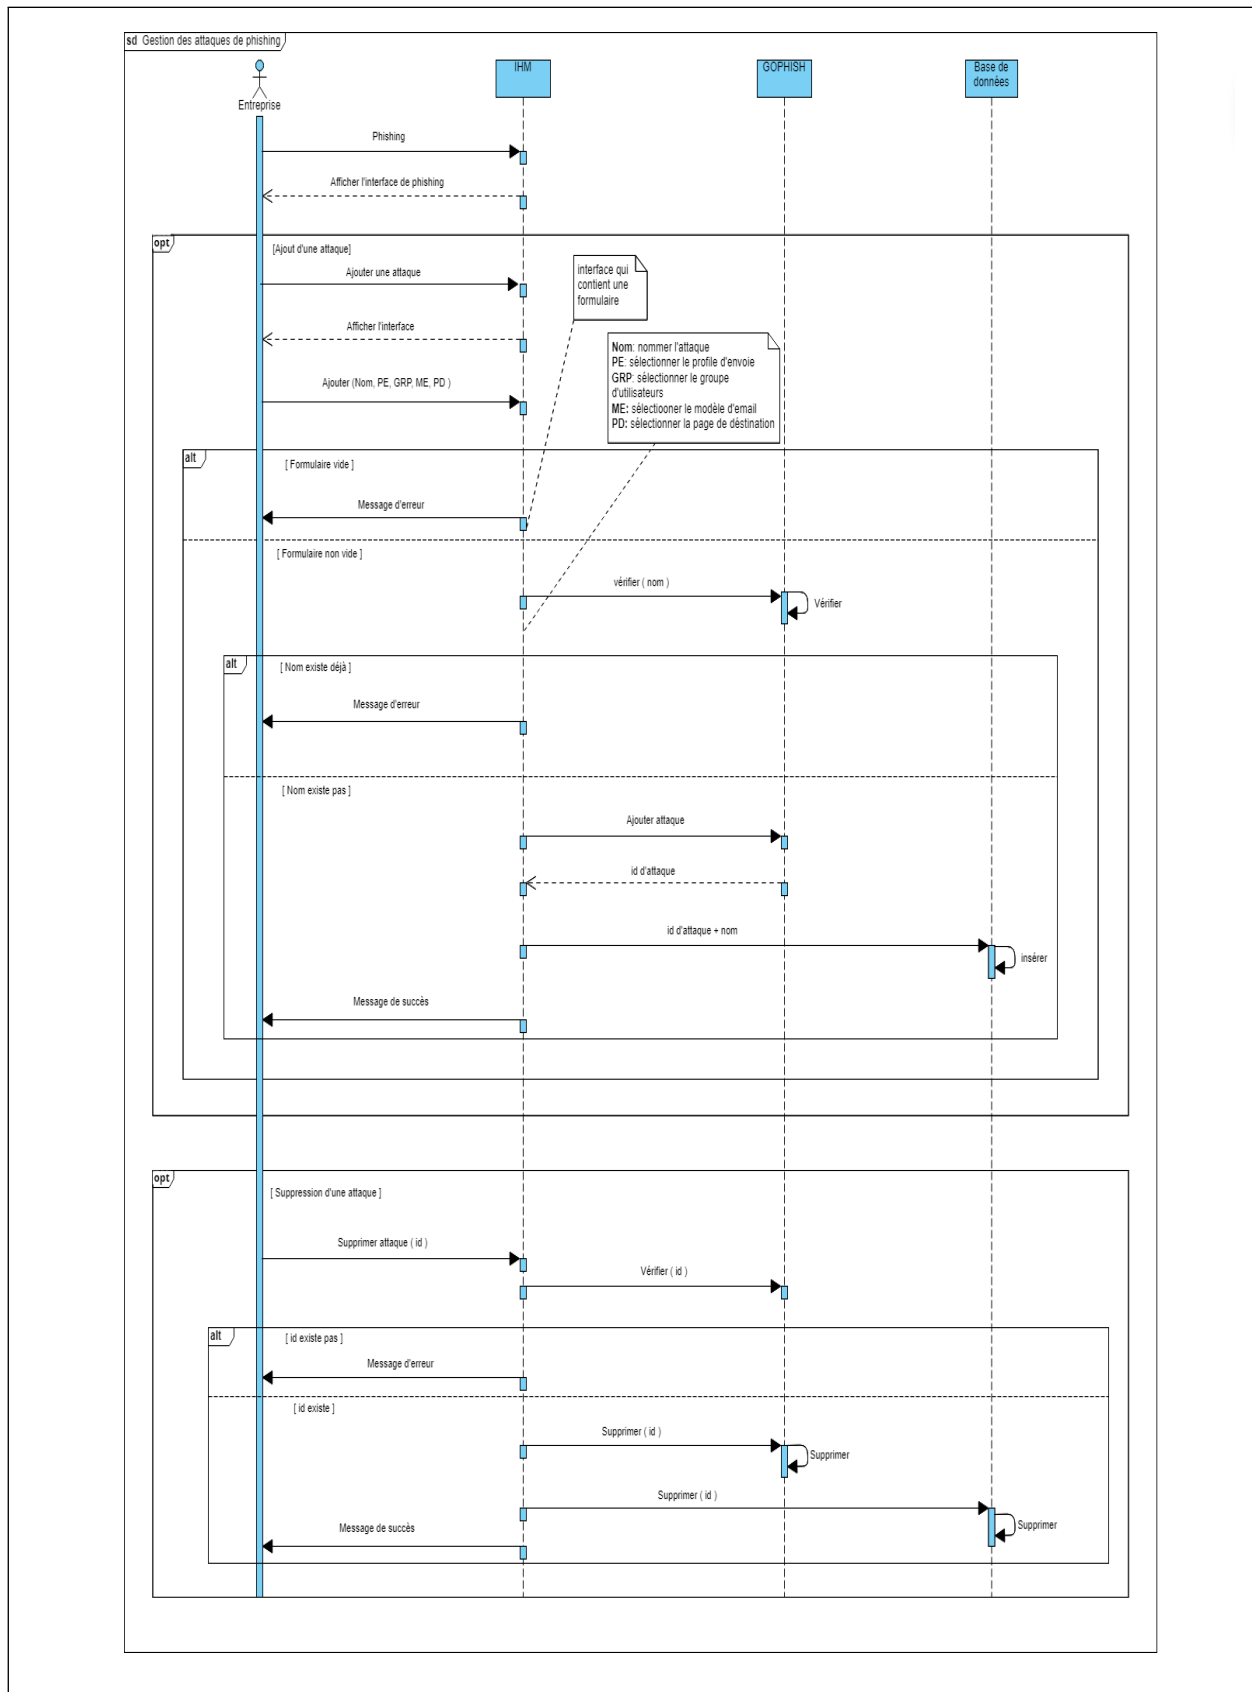 sd Gestion des attaques de phishing
IHM
GOPHISH
Base de
données
Entreprise
Phishing
Afficher l'interface de phishing
opt
[Ajout d'une attaque]
Ajouter une attaque
interface qui
contient une
formulaire
Afficher l'interface
Nom: nommer l'attaque
PE: sélectionner le profile d'envoie
GRP: sélectionner le groupe
d'utilisateurs
ME: sélectiooner le modèle d'email
PD: sélectionner la page de déstination
Ajouter (Nom, PE, GRP, ME, PD )
alt
[ Formulaire vide ]
Message d'erreur
[ Formulaire non vide ]
vérifier ( nom )
Vérifier
alt
[ Nom existe déjà ]
Message d'erreur
[ Nom existe pas ]
Ajouter attaque
id d'attaque
id d'attaque + nom
insérer
Message de succès
opt
[ Suppression d'une attaque ]
Supprimer attaque ( id )
Vérifier ( id )
alt
[ id existe pas ]
Message d'erreur
[ id existe ]
Supprimer ( id )
Supprimer
Supprimer ( id )
Supprimer
Message de succès